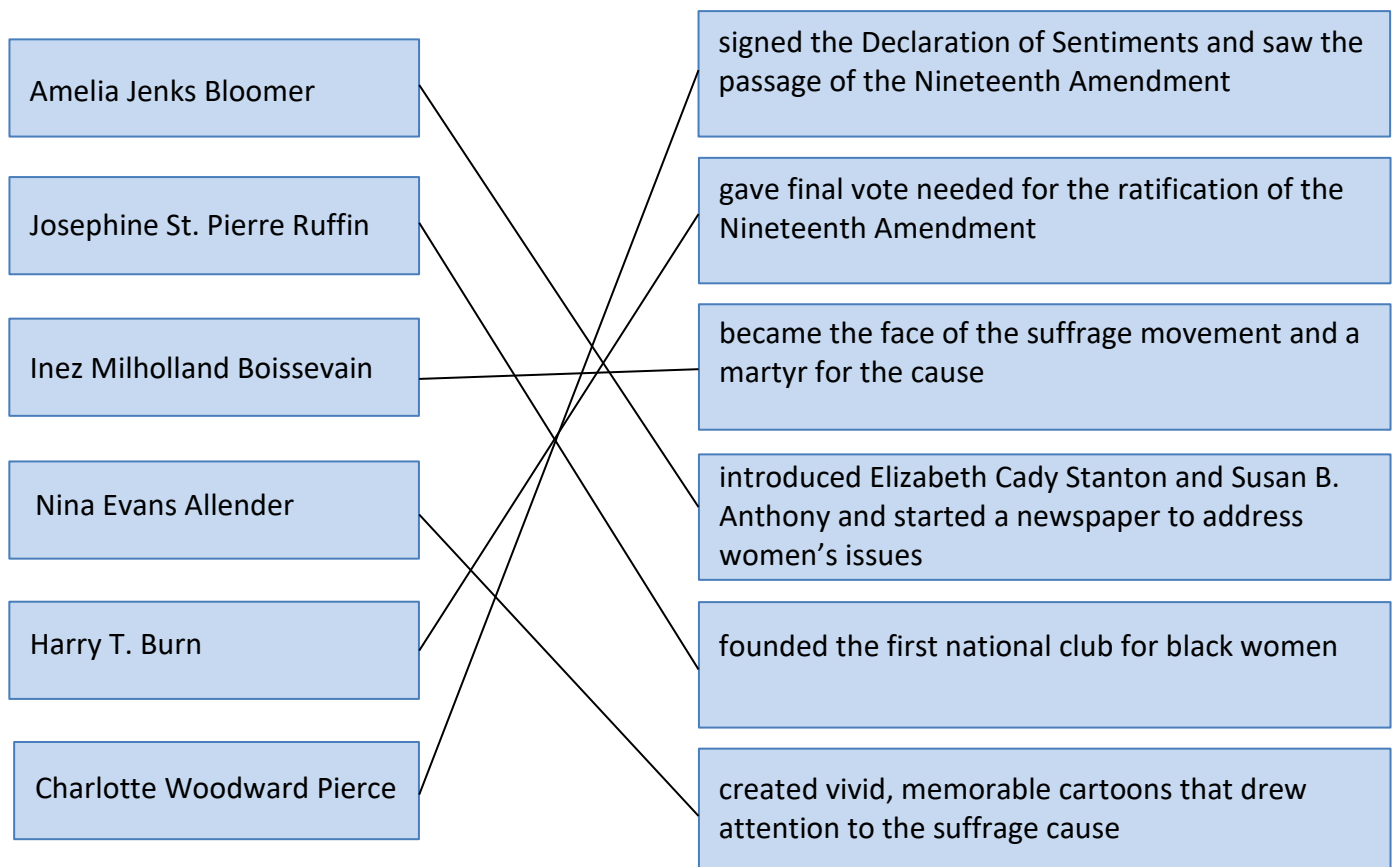 Amelia Jenks Bloomer
Josephine St. Pierre Ruffin
Inez Milholland Boissevain
Nina Evans Allender
Harry T. Burn
Charlotte Woodward Pierce
signed the Declaration of Sentiments and saw the
passage of the Nineteenth Amendment
gave final vote needed for the ratification of the
Nineteenth Amendment
became the face of the suffrage movement and a
martyr for the cause
introduced Elizabeth Cady Stanton and Susan B.
Anthony and started a newspaper to address
women’s issues
founded the first national club for black women
created vivid, memorable cartoons that drew
attention to the suffrage cause